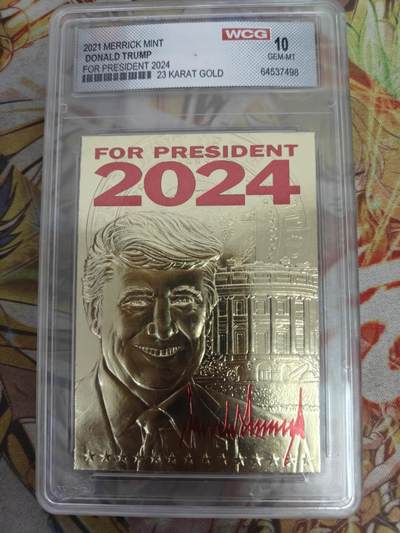 2021 MERRICK MINT
DONALD TRUMP
FOR PRESIDENT 2024
23 KARAT GOLD
WCG
10
GEM-MT
64537498
FOR PRESIDENT
2024